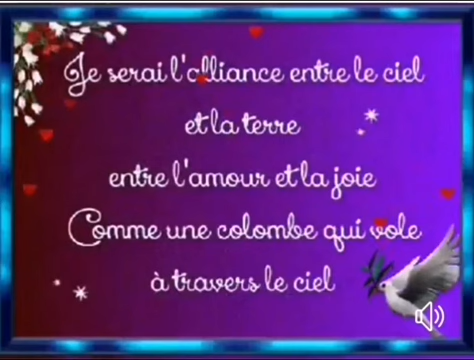 Je serai l'alliance entre le ciel
et la terre
entre l'amour et la joie
Comme une colombe qui vole
à travers le ciel